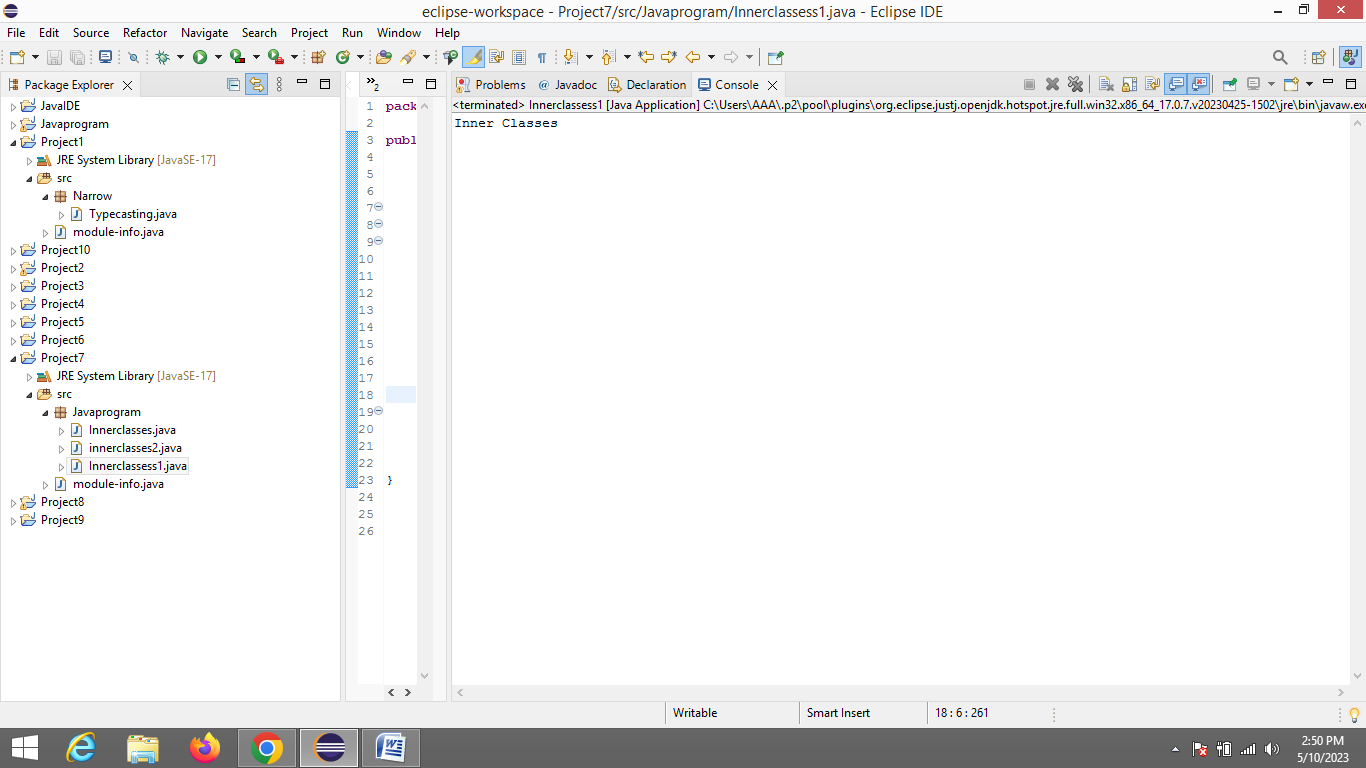 eclipse-workspace - Project7/src/Javaprogram/Innerclassess1.java - Eclipse IDE
File Edit Source Refactor Navigate Search Project Run Window Help
Package Explorer
JavaIDE
Javaprogram
Project1
JRE System Library [JavaSE-17]
src
Narrow
Typecasting.java
module-info.java
Project10
Project2
Project3
Project4
Project5
Project6
Project7
JRE System Library [JavaSE-17]
src
Javaprogram
Innerclasses.java
innerclasses2.java
Innerclassess1.java
module-info.java
Project8
Project9
»2
1 pack
2
3 publ
4
5
6
7
8
9
10
11
12
13
14
15
16
17
18
19
20
21
22
23 }
24
25
26
Problems @ Javadoc Declaration Console
<terminated> Innerclassess1 [Java Application] C:\Users\AAA\.p2\pool\plugins\org.eclipse.justj.openjdk.hotspot.jre.full.win32.x86_64_17.0.7.v20230425-1502\jre\bin\javaw.exe
Inner Classes
Writable Smart Insert 18 : 6 : 261
2:50 PM
5/10/2023